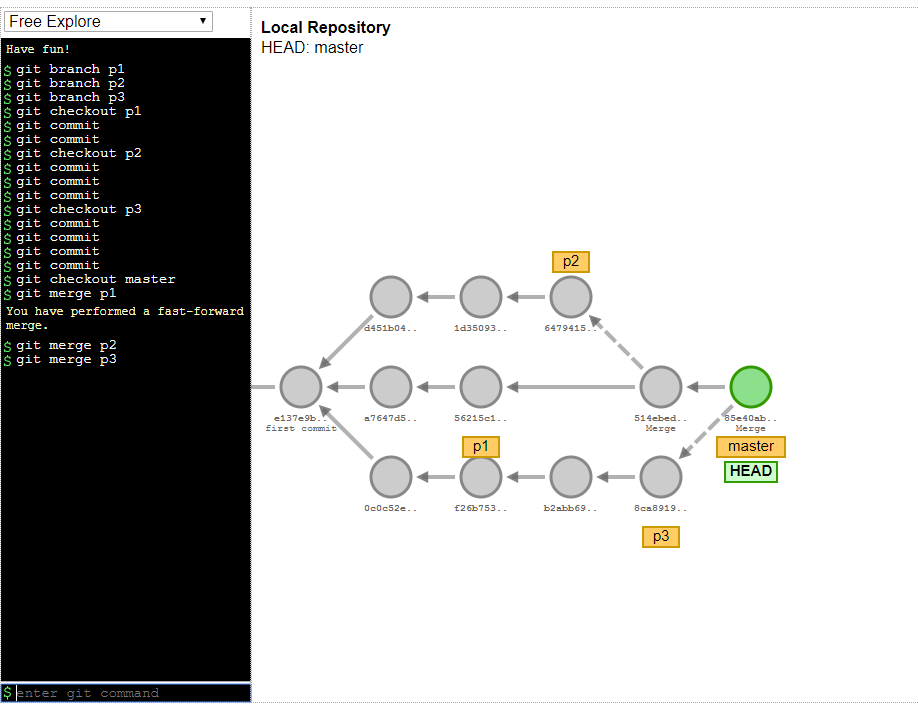 Free Explore
Have fun!
$ git branch p1
$ git branch p2
$ git branch p3
$ git checkout p1
$ git commit
$ git commit
$ git checkout p2
$ git commit
$ git commit
$ git commit
$ git checkout p3
$ git commit
$ git commit
$ git commit
$ git commit
$ git checkout master
$ git merge p1
You have performed a fast-forward
merge.
$ git merge p2
$ git merge p3
$ enter git command
Local Repository
HEAD: master
p2
d451b04..
1d35093..
6479415..
e137e9b..
first commit
a7647d5..
56215c1..
514ebed..
Merge
85e40ab..
Merge
p1
master
HEAD
0c0c52e..
f26b753..
b2abb69..
8ca8919..
p3